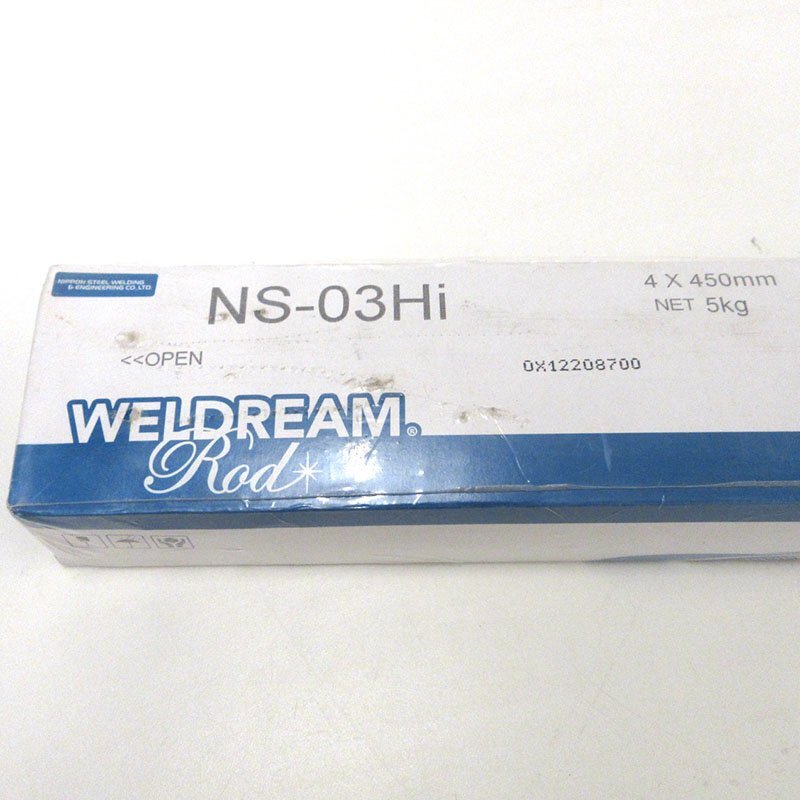 NIPPON STEEL WELDING
& ENGINEERING CO.,LTD.
NS-03Hi
4 X 450mm
NET 5kg
<<OPEN
0X12208700
WELDREAM®
Rod